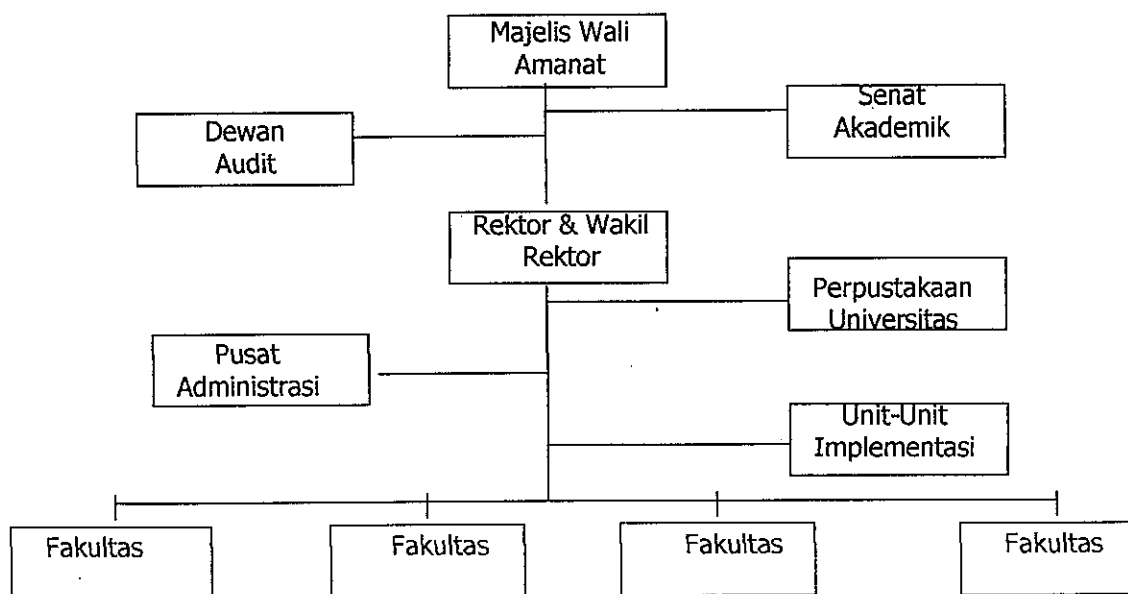 Majelis Wali
Amanat
Senat
Akademik
Dewan
Audit
Rektor & Wakil
Rektor
Perpustakaan
Universitas
Pusat
Administrasi
Unit-Unit
Implementasi
Fakultas
Fakultas
Fakultas
Fakultas